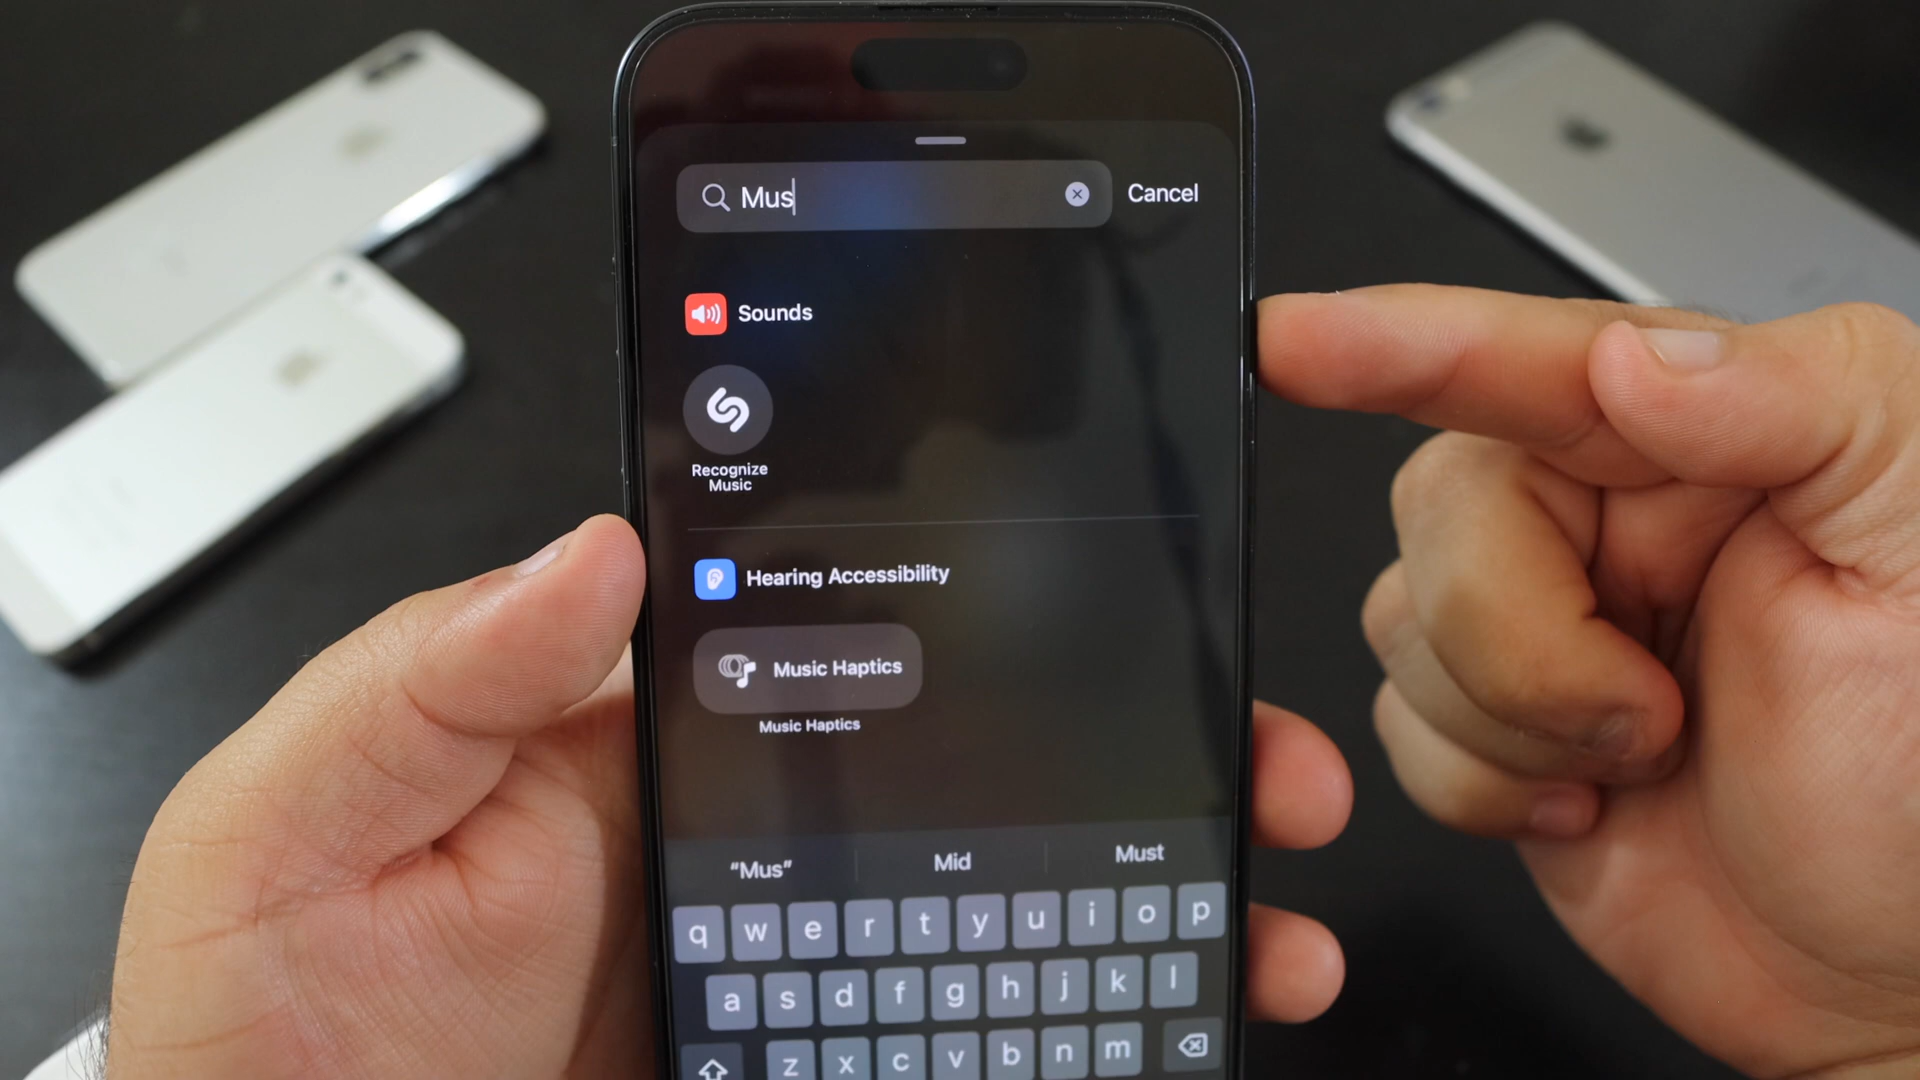 Mus
Cancel
Sounds
Recognize
Music
Hearing Accessibility
Music Haptics
Music Haptics
“Mus” Mid Must
q w e r t y u i o p
a s d f g h j k l
z x c v b n m